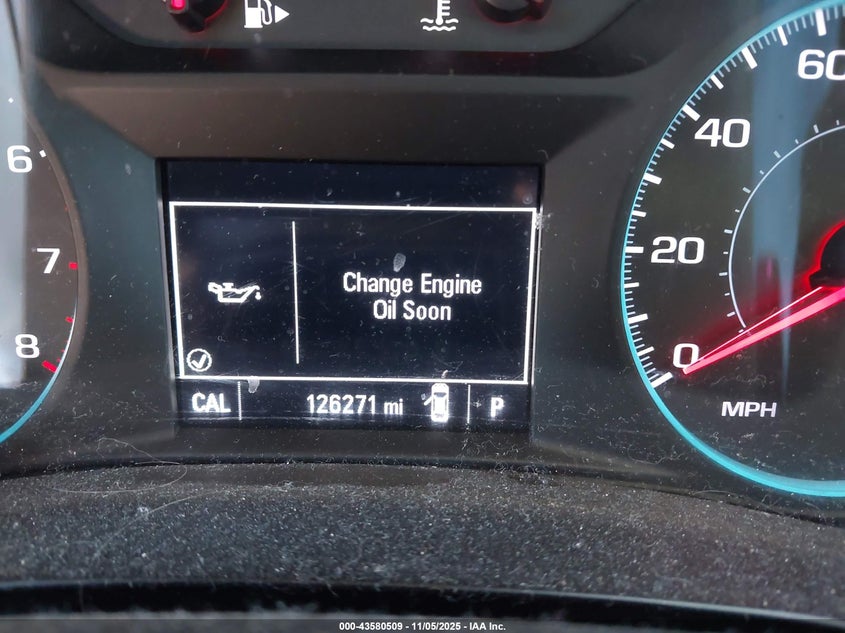 60
40
20
0
MPH
6
7
8
Change Engine
Oil Soon
CAL
126271 mi
P
000-43580509 - 11/05/2025 - IAA Inc.